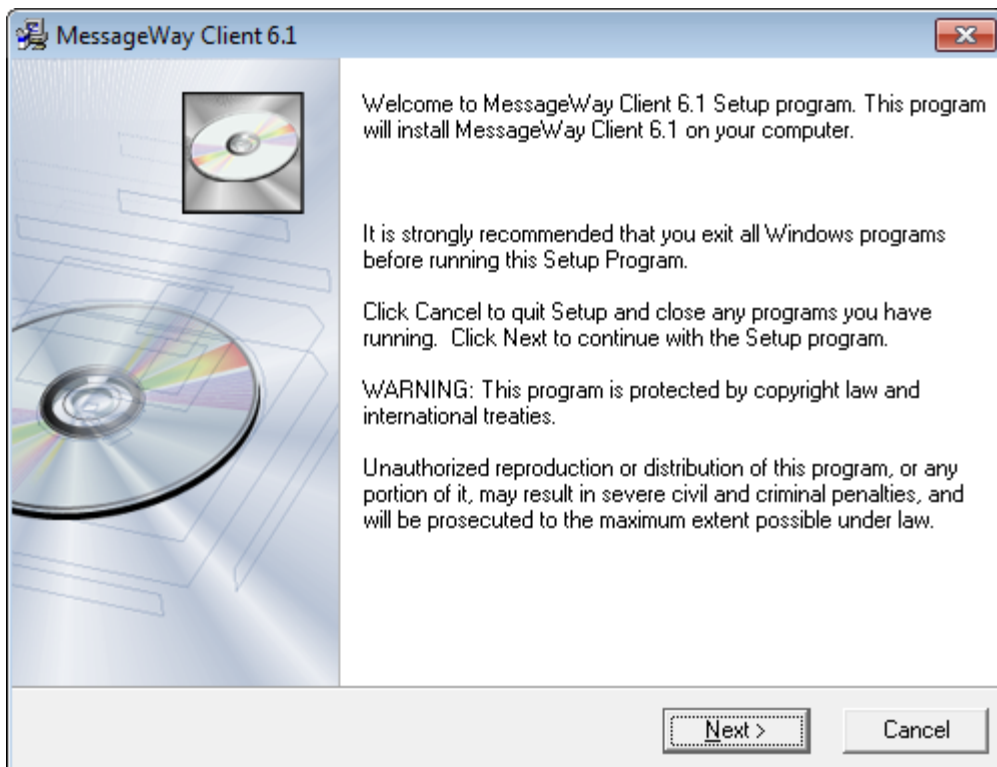 MessageWay Client 6.1
Welcome to MessageWay Client 6.1 Setup program. This program
will install MessageWay Client 6.1 on your computer.
It is strongly recommended that you exit all Windows programs
before running this Setup Program.
Click Cancel to quit Setup and close any programs you have
running.  Click Next to continue with the Setup program.
WARNING: This program is protected by copyright law and
international treaties.
Unauthorized reproduction or distribution of this program, or any
portion of it, may result in severe civil and criminal penalties, and
will be prosecuted to the maximum extent possible under law.
Next >
Cancel